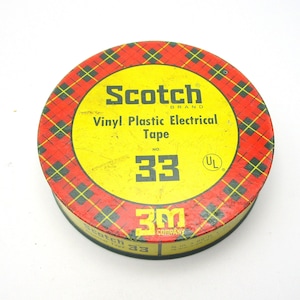 Scotch
BRAND
Vinyl Plastic Electrical
Tape
NO
33
UL
3M
COMPANY
Scotch
33